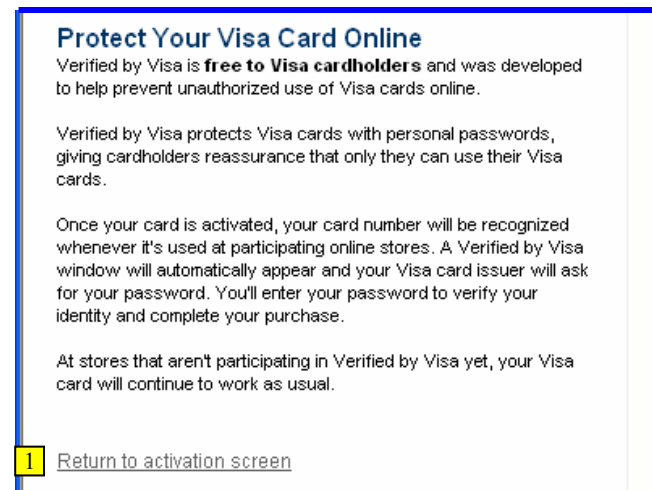 Protect Your Visa Card Online
Verified by Visa is free to Visa cardholders and was developed
to help prevent unauthorized use of Visa cards online.
Verified by Visa protects Visa cards with personal passwords,
giving cardholders reassurance that only they can use their Visa
cards.
Once your card is activated, your card number will be recognized
whenever it's used at participating online stores. A Verified by Visa
window will automatically appear and your Visa card issuer will ask
for your password. You'll enter your password to verify your
identity and complete your purchase.
At stores that aren't participating in Verified by Visa yet, your Visa
card will continue to work as usual.
1 Return to activation screen